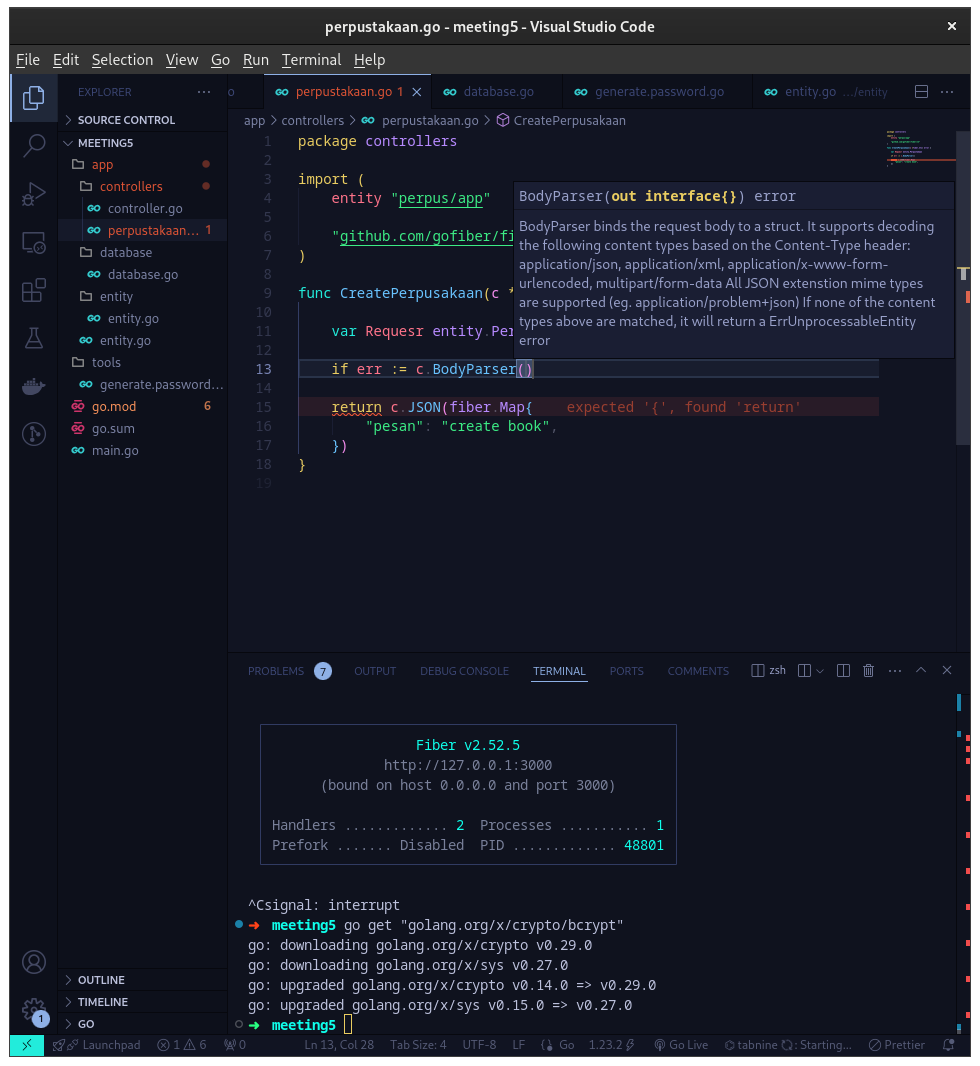 perpustakaan.go - meeting5 - Visual Studio Code
File Edit Selection View Go Run Terminal Help
EXPLORER
SOURCE CONTROL
MEETING5
app
controllers
controller.go
perpustakaan... 1
database
database.go
entity
entity.go
entity.go
tools
generate.password...
go.mod 6
go.sum
main.go
OUTLINE
TIMELINE
GO
o perpustakaan.go 1 database.go generate.password.go entity.go .../entity
app > controllers > perpustakaan.go > CreatePerpusakaan
1 package controllers
2
3 import (
4 entity "perpus/app"
5
6 "github.com/gofiber/fi
7 )
8
9 func CreatePerpusakaan(c *
10
11 var Requesr entity.Per
12
13 if err := c.BodyParser()
14
15 return c.JSON(fiber.Map{ expected '{', found 'return'
16 "pesan": "create book",
17 })
18 }
19
BodyParser(out interface{}) error
BodyParser binds the request body to a struct. It supports decoding
the following content types based on the Content-Type header:
application/json, application/xml, application/x-www-form-
urlencoded, multipart/form-data All JSON extenstion mime types
are supported (eg. application/problem+json) If none of the content
types above are matched, it will return a ErrUnprocessableEntity
error
PROBLEMS 7 OUTPUT DEBUG CONSOLE TERMINAL PORTS COMMENTS zsh
Fiber v2.52.5
http://127.0.0.1:3000
(bound on host 0.0.0.0 and port 3000)
Handlers ............. 2 Processes ........... 1
Prefork ....... Disabled PID ............. 48801
^Csignal: interrupt
➜ meeting5 go get "golang.org/x/crypto/bcrypt"
go: downloading golang.org/x/crypto v0.29.0
go: downloading golang.org/x/sys v0.27.0
go: upgraded golang.org/x/crypto v0.14.0 => v0.29.0
go: upgraded golang.org/x/sys v0.15.0 => v0.27.0
➜ meeting5
1
Launchpad 1 6 0 Ln 13, Col 28 Tab Size: 4 UTF-8 LF Go 1.23.2 Go Live tabnine : Starting... Prettier